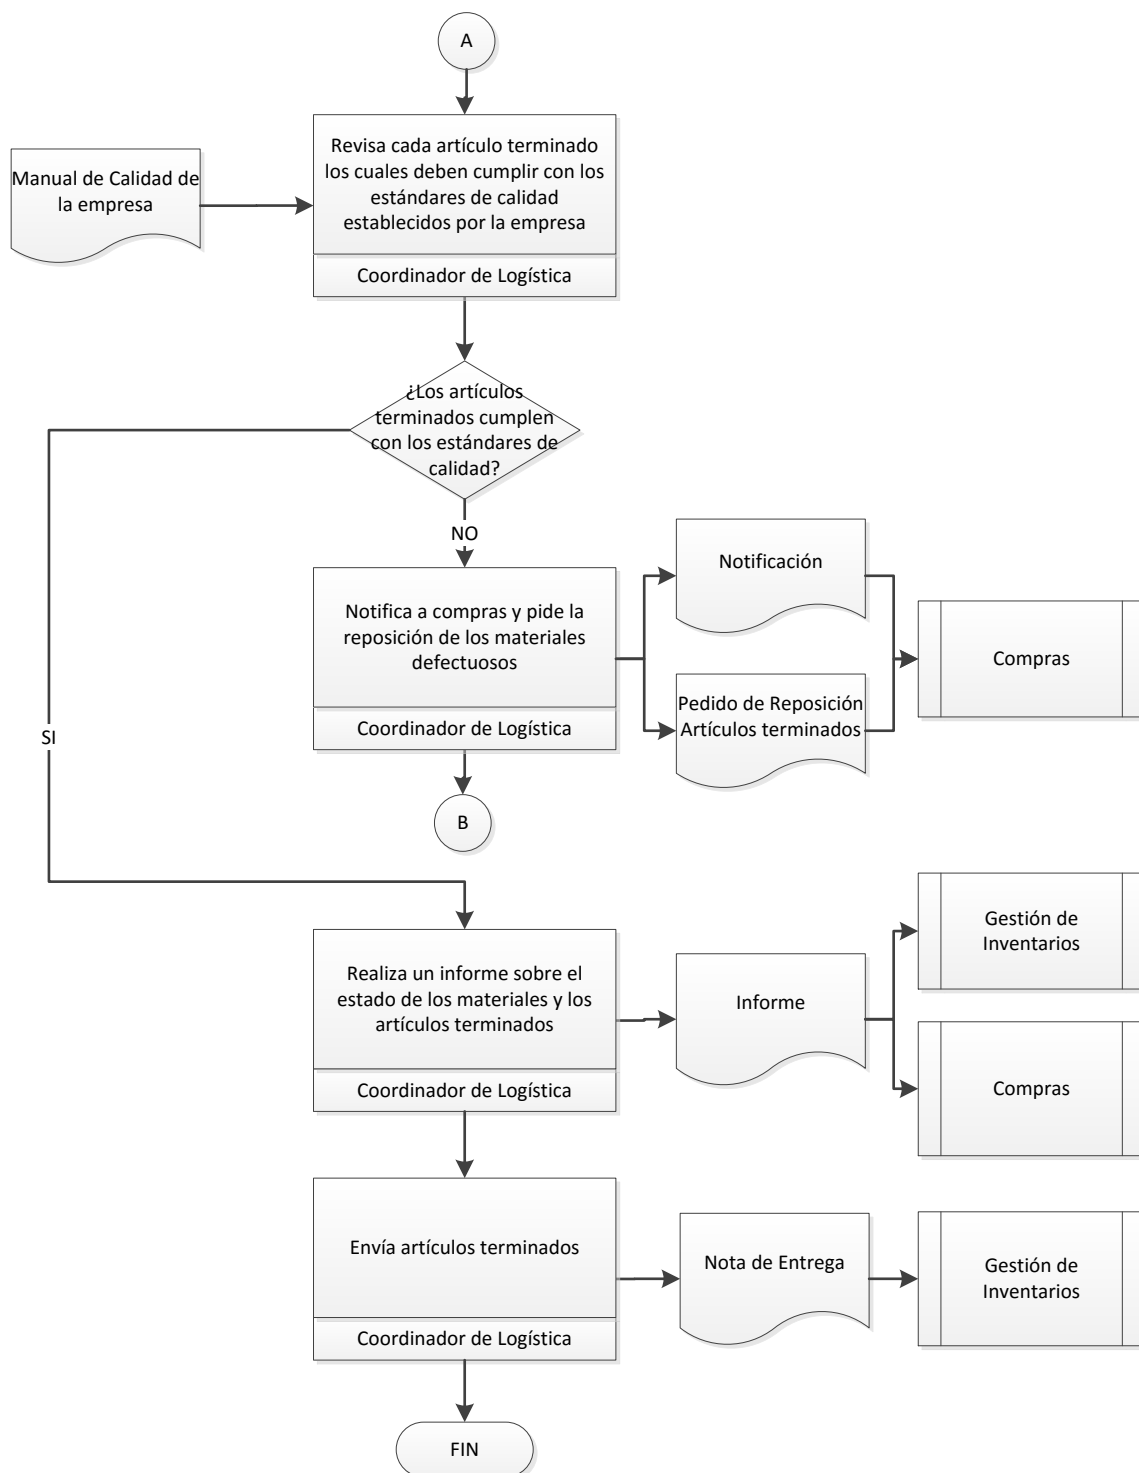 A
Revisa cada artículo terminado
los cuales deben cumplir con los
estándares de calidad
establecidos por la empresa
Coordinador de Logística
Manual de Calidad de
la empresa
¿Los artículos
terminados cumplen
con los estándares de
calidad?
NO
SI
Notifica a compras y pide la
reposición de los materiales
defectuosos
Coordinador de Logística
Notificación
Pedido de Reposición
Artículos terminados
Compras
B
Realiza un informe sobre el
estado de los materiales y los
artículos terminados
Coordinador de Logística
Informe
Gestión de
Inventarios
Compras
Envía artículos terminados
Coordinador de Logística
Nota de Entrega
Gestión de
Inventarios
FIN